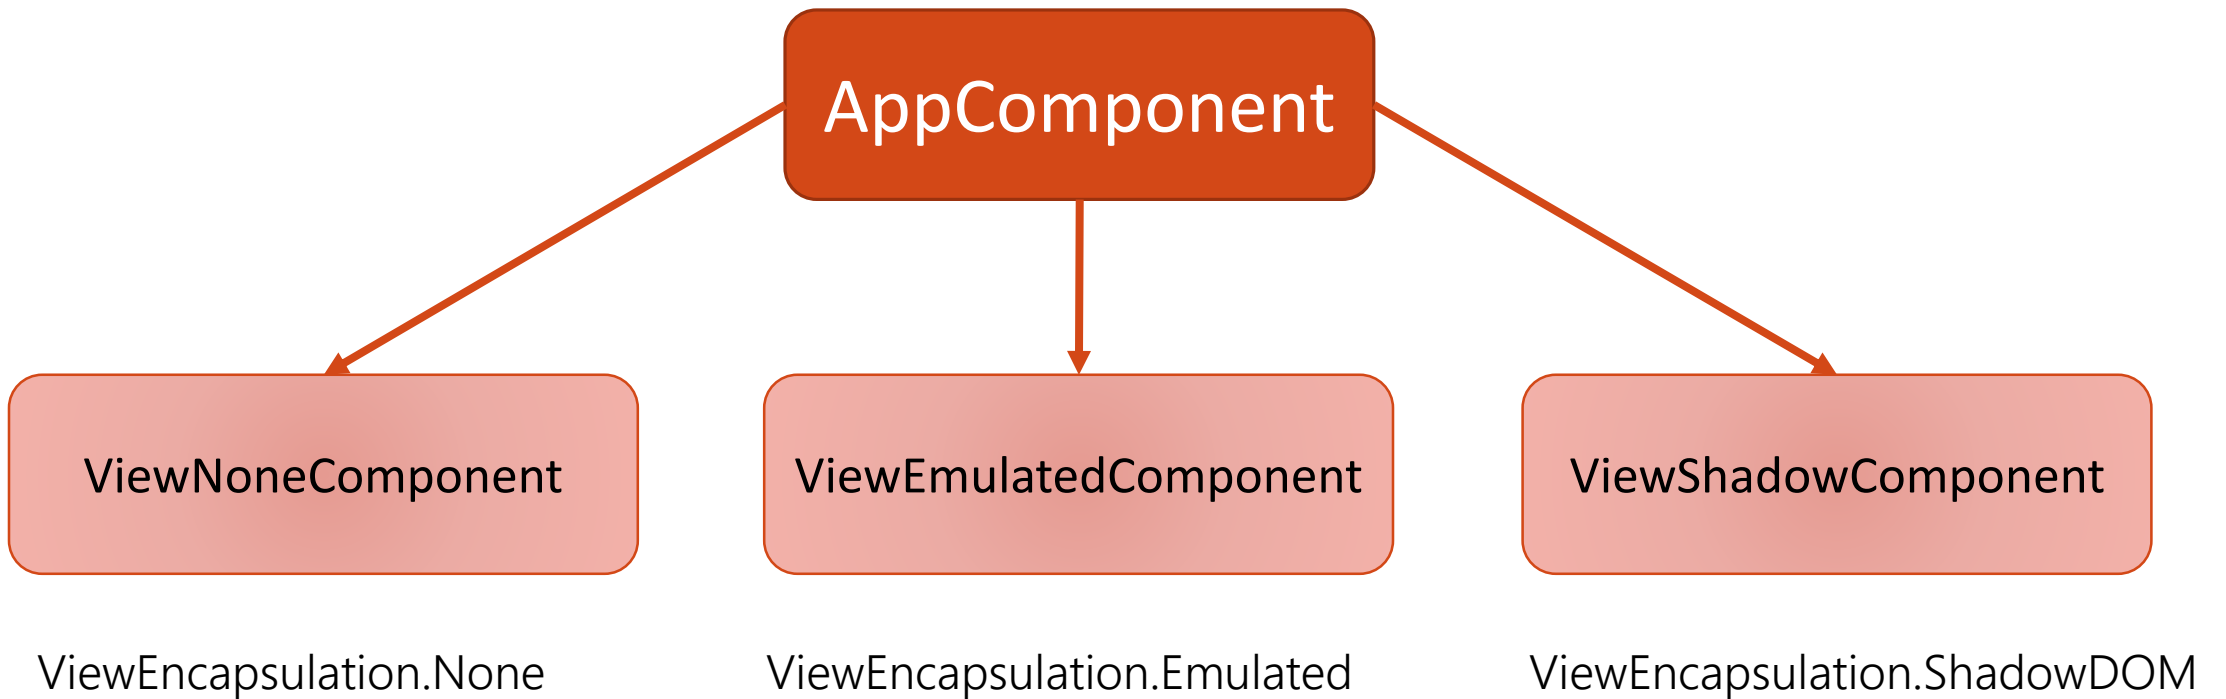 AppComponent
ViewNoneComponent
ViewEmulatedComponent
ViewShadowComponent
ViewEncapsulation.None
ViewEncapsulation.Emulated
ViewEncapsulation.ShadowDOM